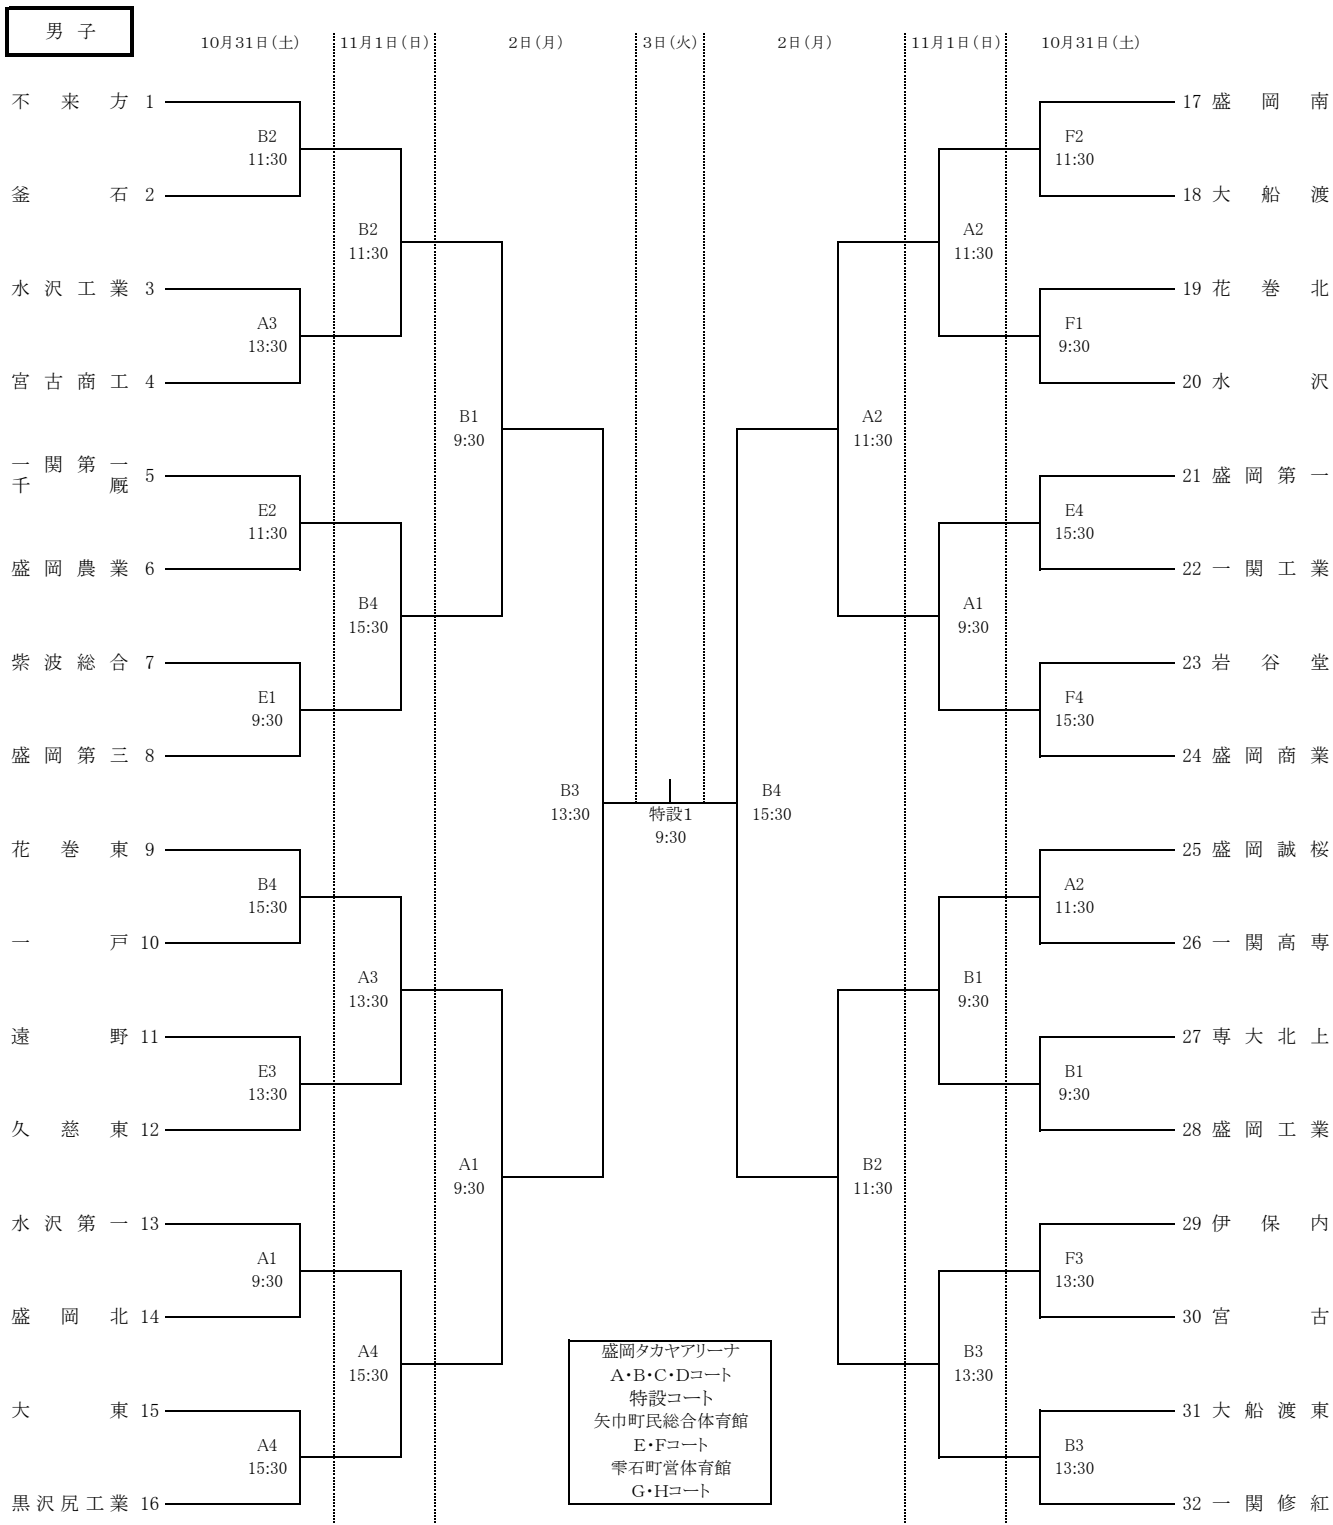 男子
10月31日(土) 11月1日(日) 2日(月) 3日(火) 2日(月) 11月1日(日) 10月31日(土)
不来方 1
釜石 2
水沢工業 3
宮古商工 4
一関第一
千厩 5
盛岡農業 6
紫波総合 7
盛岡第三 8
花巻東 9
一戸 10
遠野 11
久慈東 12
水沢第一 13
盛岡北 14
大東 15
黒沢尻工業 16
B2
11:30
A3
13:30
E2
11:30
E1
9:30
B4
15:30
E3
13:30
A1
9:30
A4
15:30
B2
11:30
B4
15:30
A3
13:30
A4
15:30
B1
9:30
A1
9:30
B3
13:30
特設1
9:30
B4
15:30
A2
11:30
B2
11:30
A2
11:30
A1
9:30
B1
9:30
B3
13:30
F2
11:30
F1
9:30
E4
15:30
F4
15:30
A2
11:30
B1
9:30
F3
13:30
B3
13:30
17 盛岡南
18 大船渡
19 花巻北
20 水沢
21 盛岡第一
22 一関工業
23 岩谷堂
24 盛岡商業
25 盛岡誠桜
26 一関高専
27 専大北上
28 盛岡工業
29 伊保内
30 宮古
31 大船渡東
32 一関修紅
盛岡タカヤアリーナ
A・B・C・Dコート
特設コート
矢巾町民総合体育館
E・Fコート
雫石町営体育館
G・Hコート